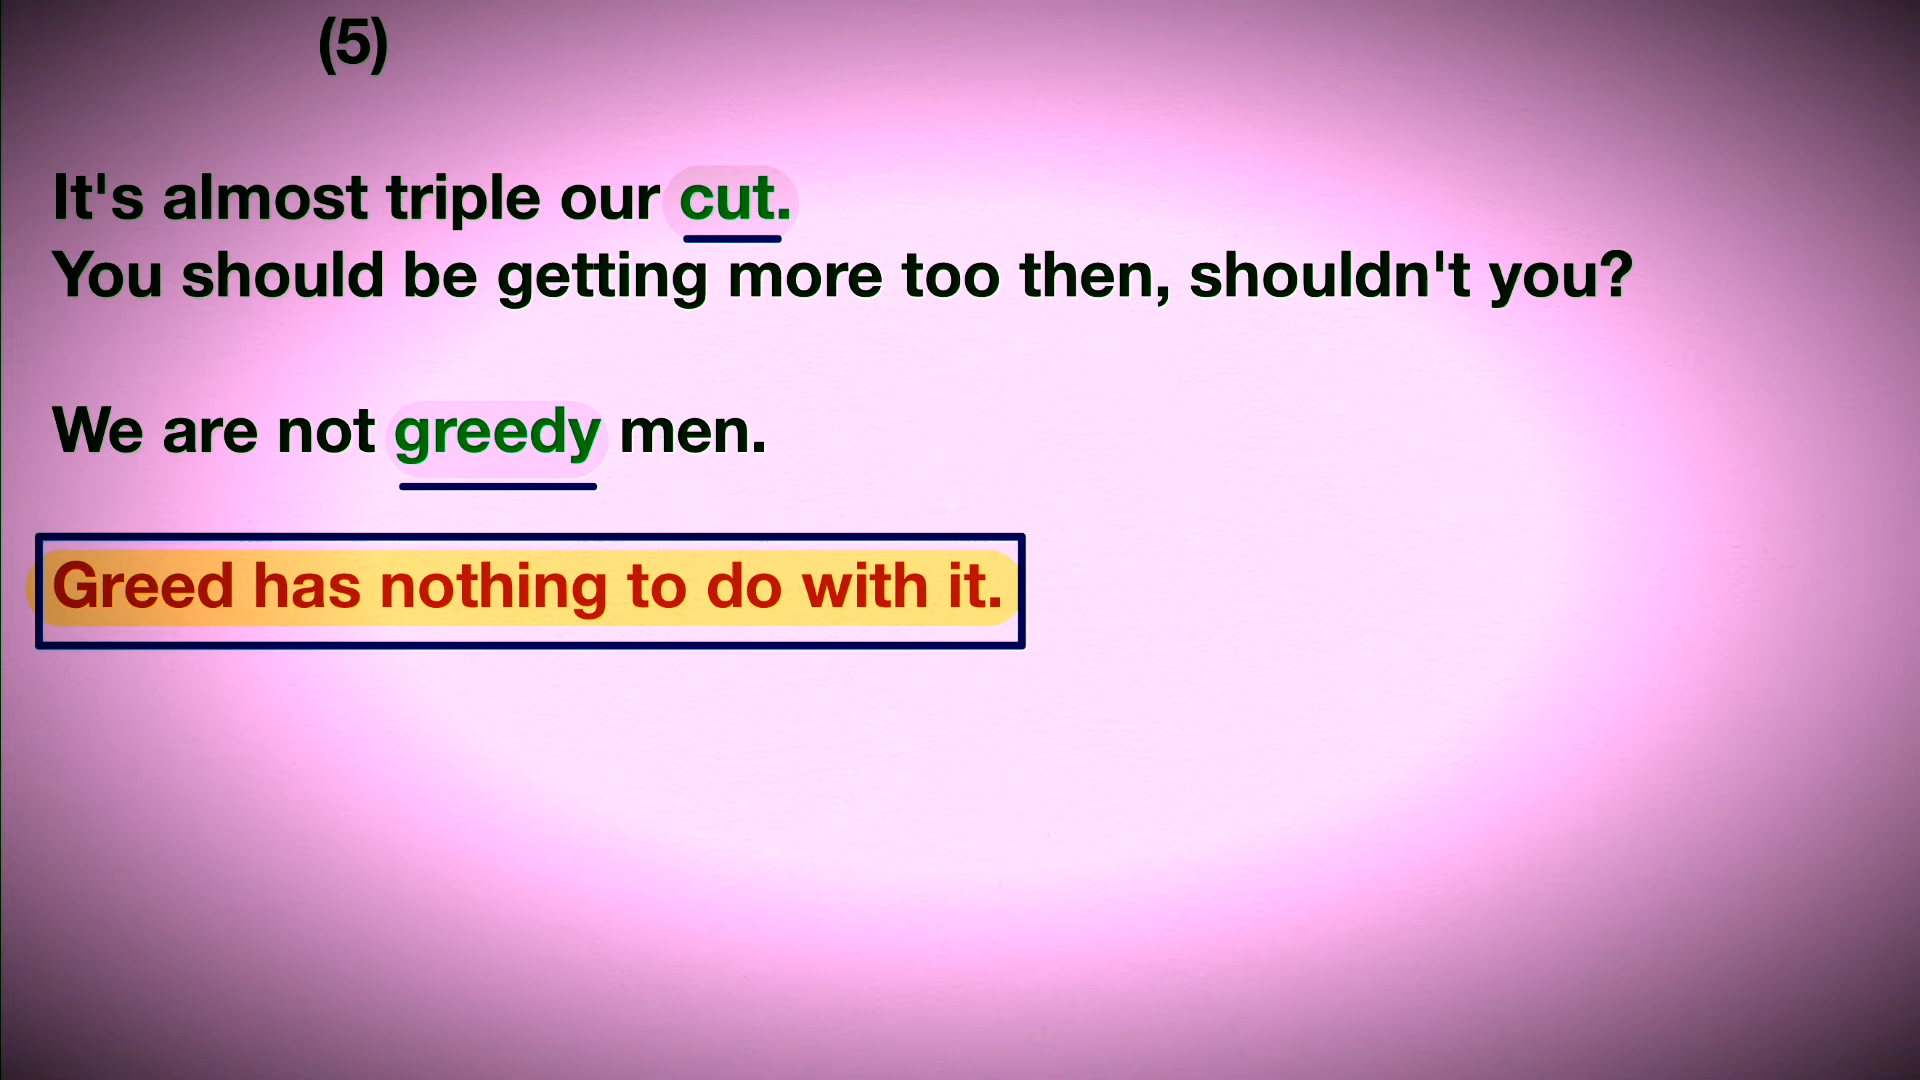 (5)
It's almost triple our cut.
You should be getting more too then, shouldn't you?
We are not greedy men.
Greed has nothing to do with it.